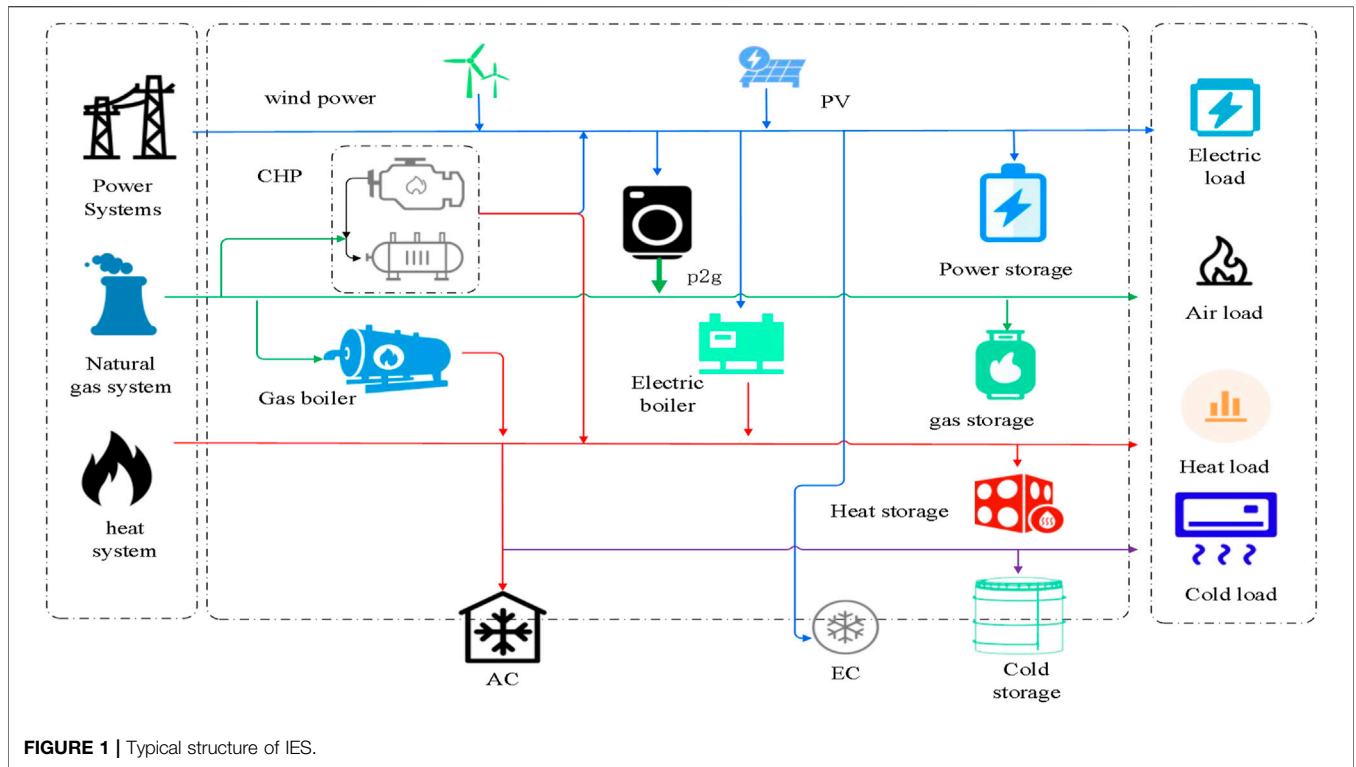 wind power
PV
CHP
Power
Systems
Electric
load
p2g
Power storage
Natural
gas system
Gas boiler
Electric
boiler
gas storage
Air load
heat
system
Heat storage
Heat load
AC
EC
Cold
storage
Cold load
FIGURE 1 | Typical structure of IES.